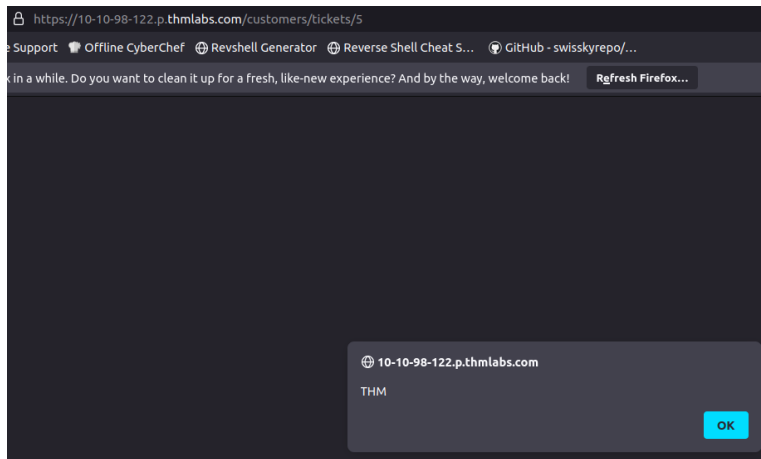 https://10-10-98-122.p.thmlabs.com/customers/tickets/5
Support Offline CyberChef Revshell Generator Reverse Shell Cheat S... GitHub - swisskyrepo/...
in a while. Do you want to clean it up for a fresh, like-new experience? And by the way, welcome back! Refresh Firefox...
10-10-98-122.p.thmlabs.com
THM
OK